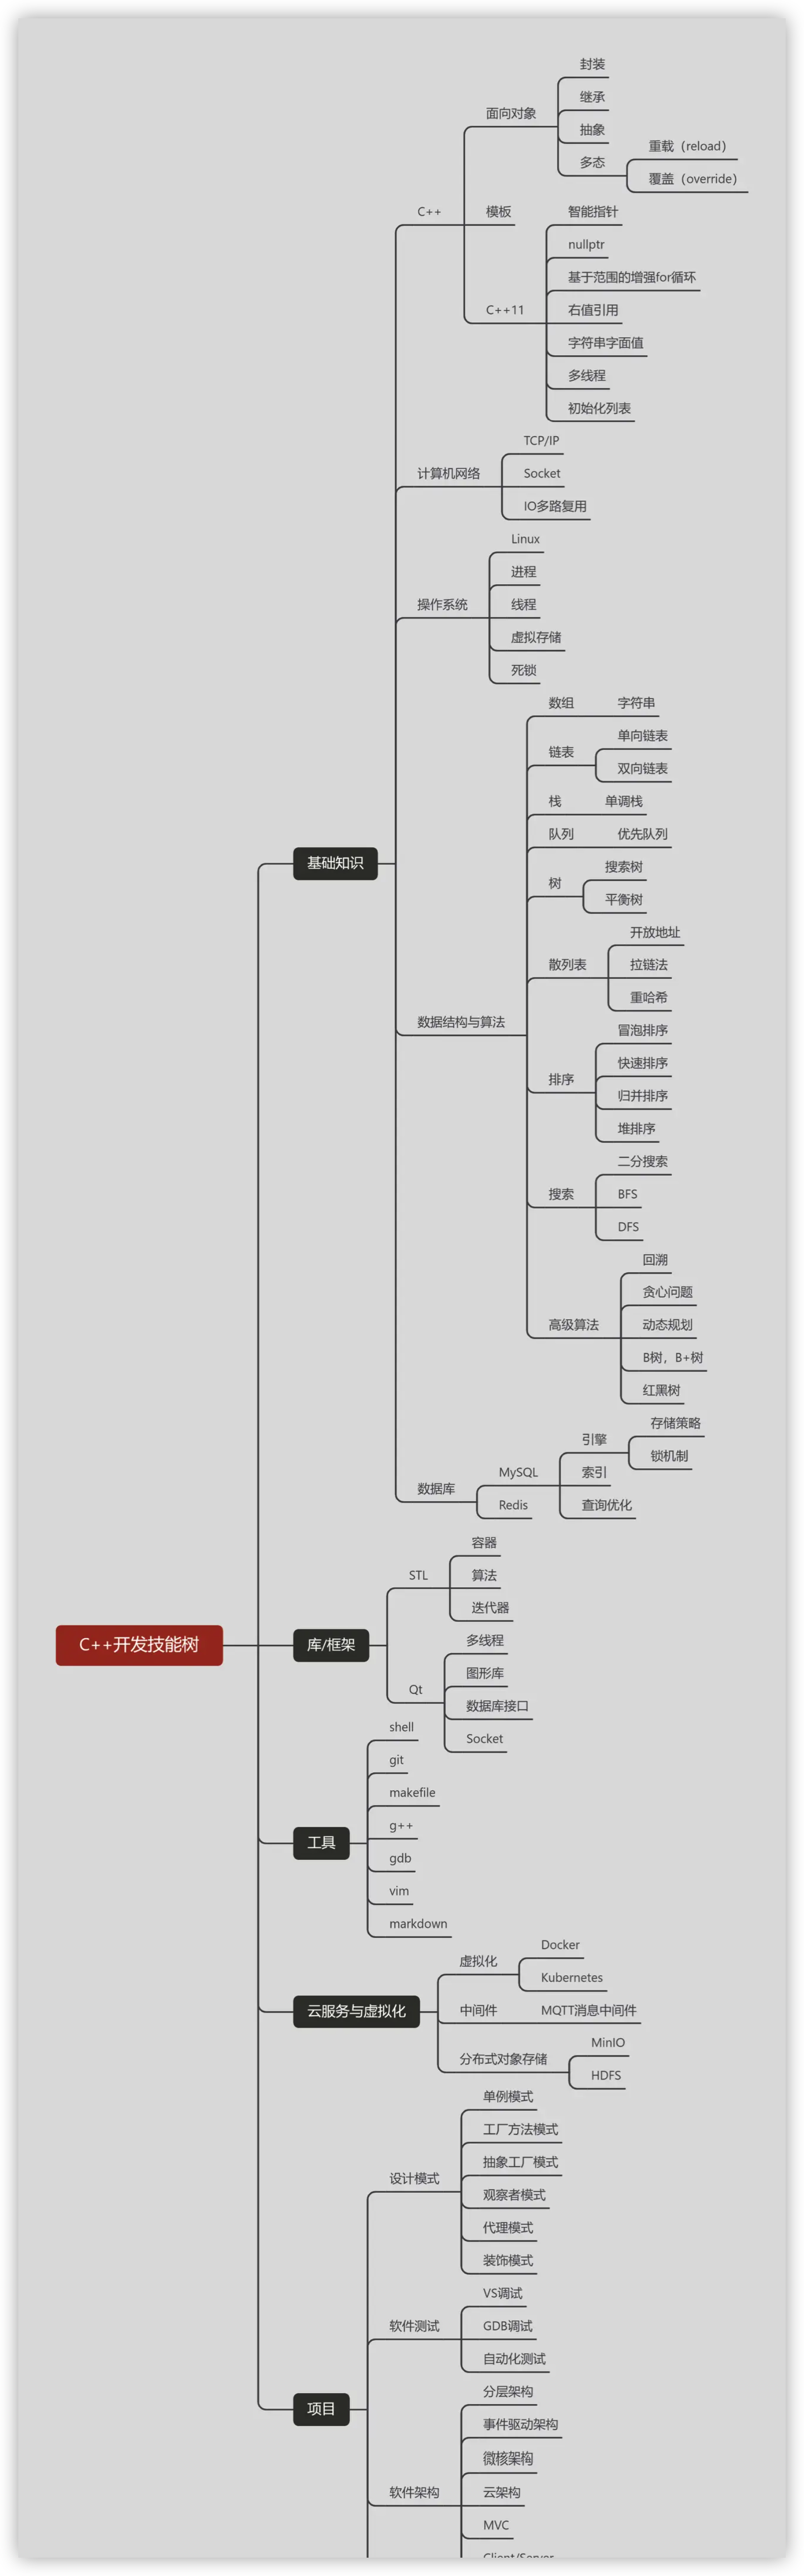 封装
继承
面向对象
抽象
多态
重载（reload）
覆盖（override）
C++
模板
智能指针
nullptr
基于范围的增强for循环
C++11
右值引用
字符串字面值
多线程
初始化列表
TCP/IP
计算机网络
Socket
IO多路复用
Linux
进程
操作系统
线程
虚拟存储
死锁
数组
字符串
链表
单向链表
双向链表
栈
单调栈
队列
优先队列
基础知识
树
搜索树
平衡树
散列表
开放地址
拉链法
重哈希
数据结构与算法
排序
冒泡排序
快速排序
归并排序
堆排序
搜索
二分搜索
BFS
DFS
高级算法
回溯
贪心问题
动态规划
B树，B+树
红黑树
数据库
MySQL
引擎
存储策略
锁机制
索引
查询优化
Redis
C++开发技能树
库/框架
STL
容器
算法
迭代器
Qt
多线程
图形库
数据库接口
Socket
工具
shell
git
makefile
g++
gdb
vim
markdown
云服务与虚拟化
虚拟化
Docker
Kubernetes
中间件
MQTT消息中间件
分布式对象存储
MinIO
HDFS
项目
设计模式
单例模式
工厂方法模式
抽象工厂模式
观察者模式
代理模式
装饰模式
软件测试
VS调试
GDB调试
自动化测试
软件架构
分层架构
事件驱动架构
微核架构
云架构
MVC
Client/Server